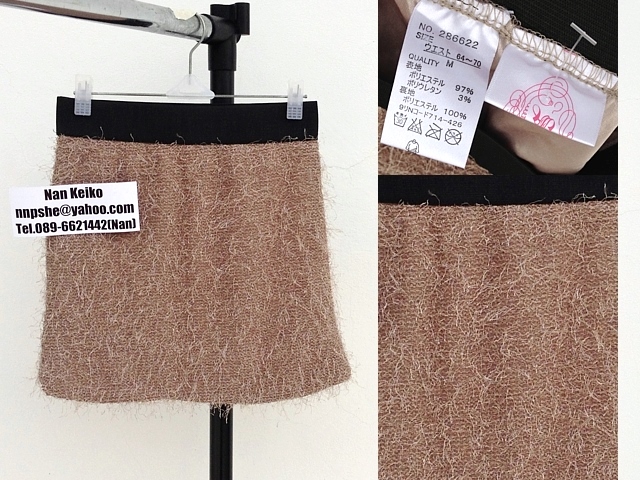 Nan Keiko
nnpshe@yahoo.com
Tel.089-6621442(Nan)
NO. 286622
SIZE
ウエスト 64~70
QUALITY M
表地
ポリエステル 97%
ポリウレタン 3%
裏地
ポリエステル 100%
714-426